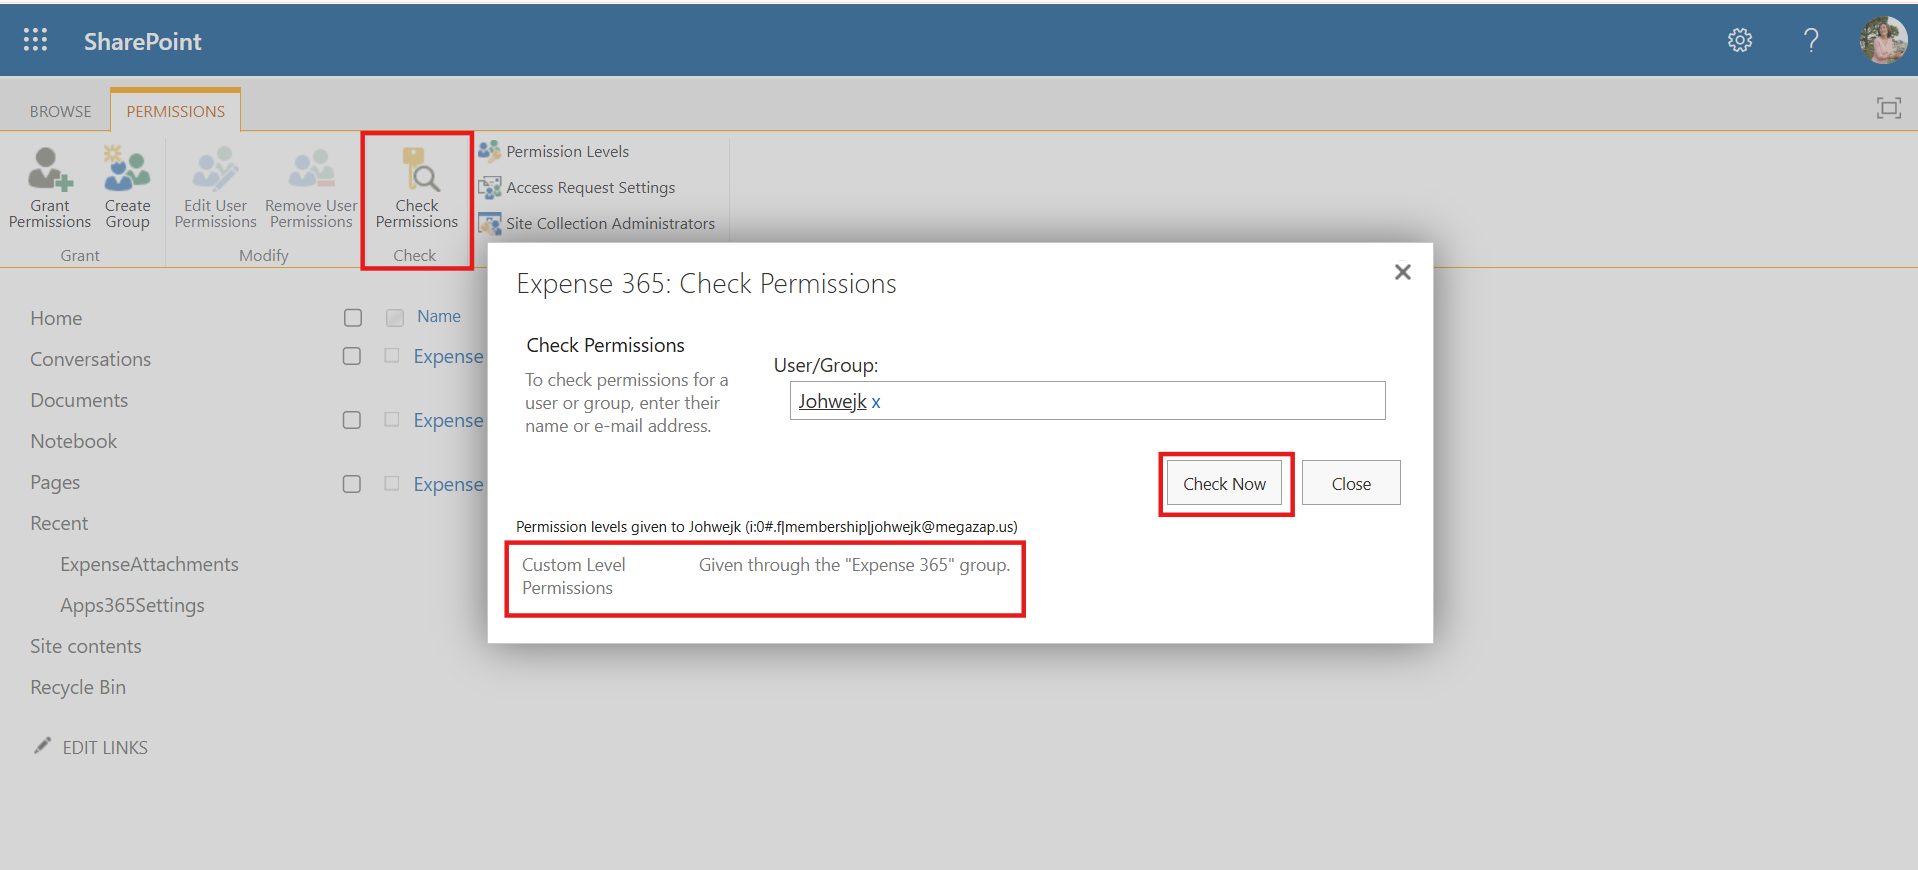 SharePoint
?
BROWSE
PERMISSIONS
Grant
Permissions
Create
Group
Grant
Edit User
Permissions
Remove User
Permissions
Modify
Check
Permissions
Check
Permission Levels
Access Request Settings
Site Collection Administrators
Home
Conversations
Documents
Notebook
Pages
Recent
ExpenseAttachments
Apps365Settings
Site contents
Recycle Bin
EDIT LINKS
Name
Expense
Expense
Expense
Expense 365: Check Permissions
Check Permissions
To check permissions for a
user or group, enter their
name or e-mail address.
User/Group:
Johwejk x
Check Now
Close
Permission levels given to Johwejk (i:0#.f|membership|johwejk@megazap.us)
Custom Level
Permissions
Given through the "Expense 365" group.